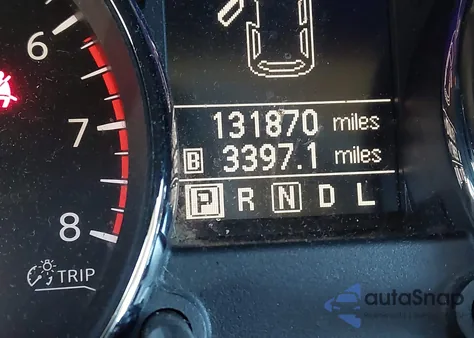 6
7
8
TRIP
131870 miles
B 3397.1 miles
P R N D L
autoSnap